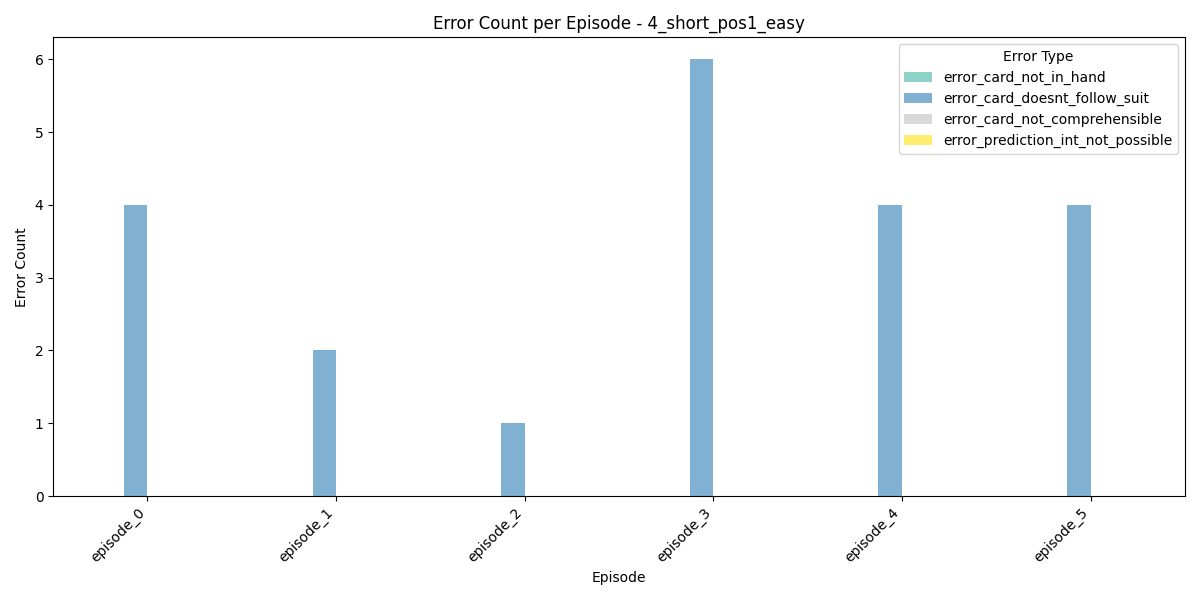 Error Count per Episode - 4_short_pos1_easy
Error Type
error_card_not_in_hand
error_card_doesnt_follow_suit
error_card_not_comprehensible
error_prediction_int_not_possible
Error Count
6
5
4
3
2
1
0
episode_0
episode_1
episode_2
episode_3
episode_4
episode_5
Episode